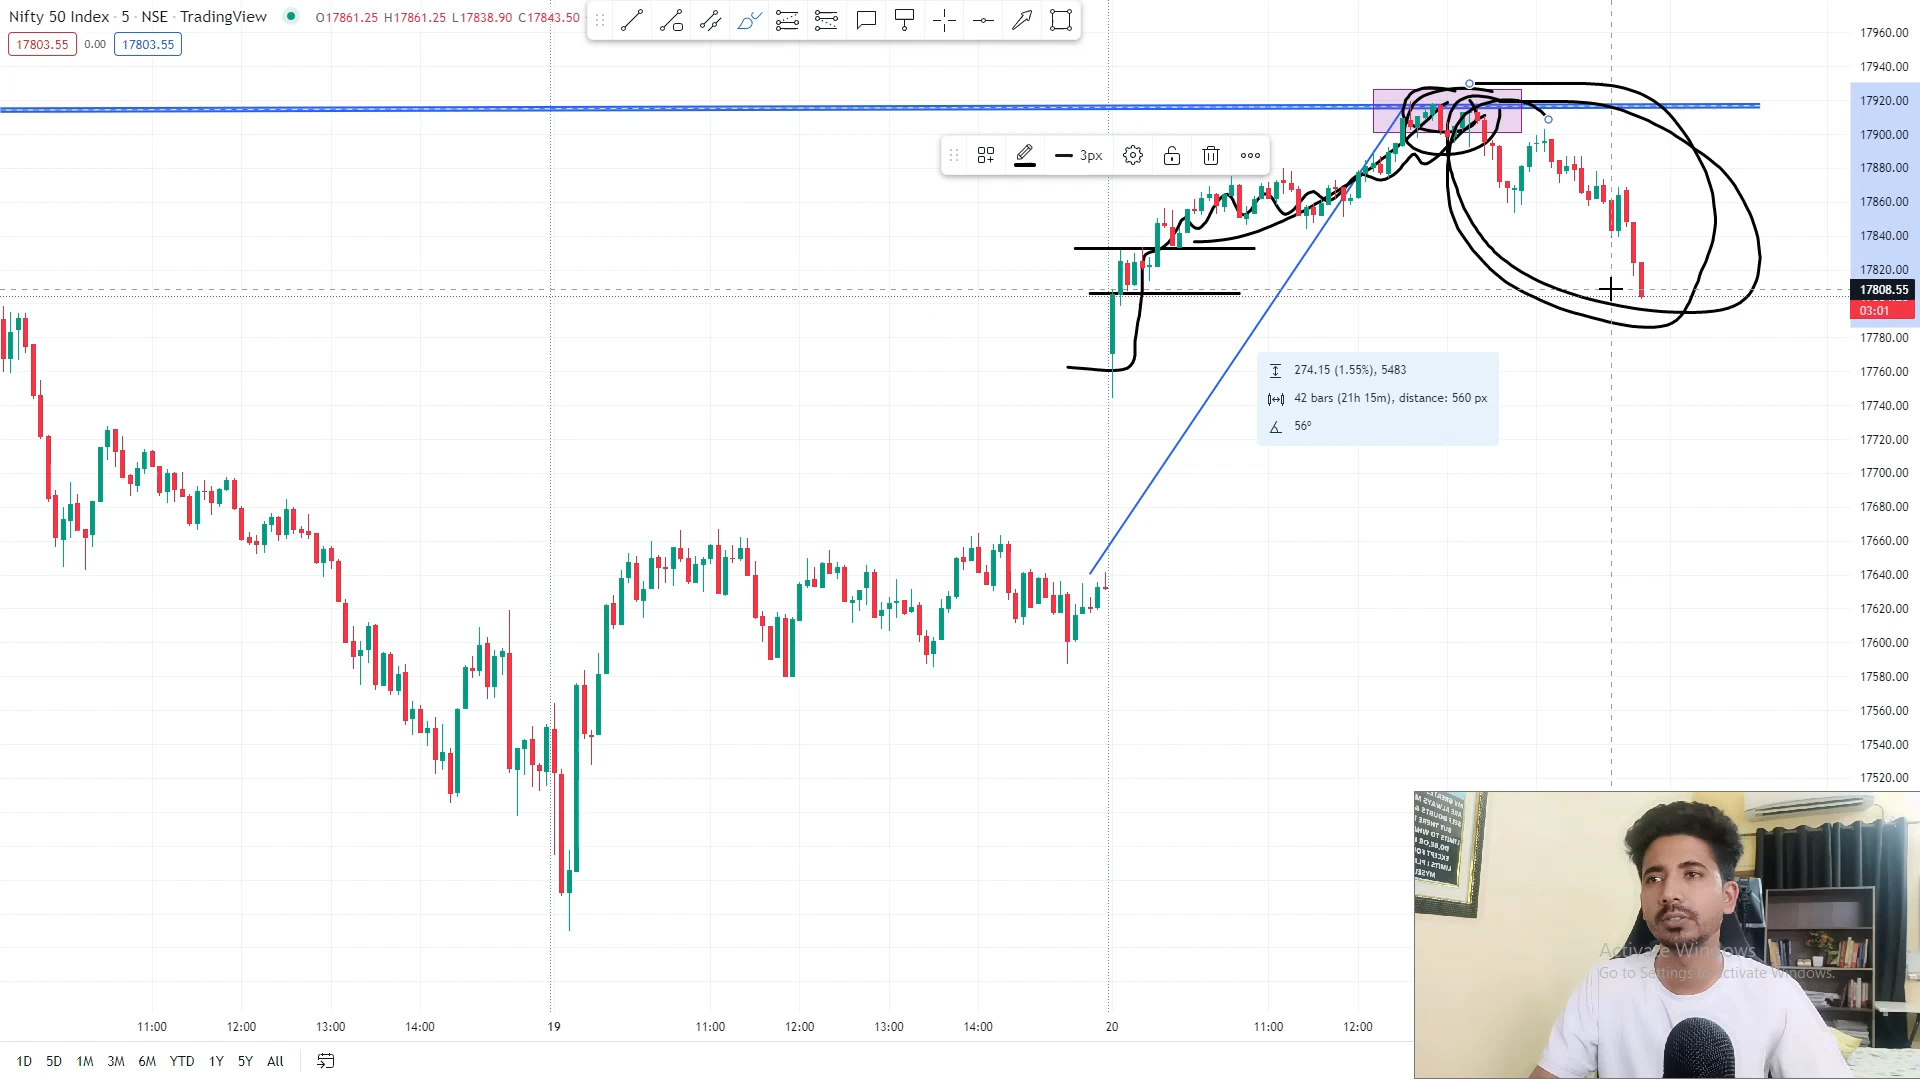 Nifty 50 Index · 5 · NSE · TradingView
O17861.25 H17861.25 L17838.90 C17843.50
17803.55 0.00 17803.55
3px
274.15 (1.55%), 5483
42 bars (21h 15m), distance: 560 px
56º
17960.00
17940.00
17920.00
17900.00
17880.00
17860.00
17840.00
17820.00
17808.55
03:01
17780.00
17760.00
17740.00
17720.00
17700.00
17680.00
17660.00
17640.00
17620.00
17600.00
17580.00
17560.00
17540.00
17520.00
11:00 12:00 13:00 14:00 19 11:00 12:00 13:00 14:00 20 11:00 12:00
1D 5D 1M 3M 6M YTD 1Y 5Y All
Activate Windows
Go to Settings to activate Windows.